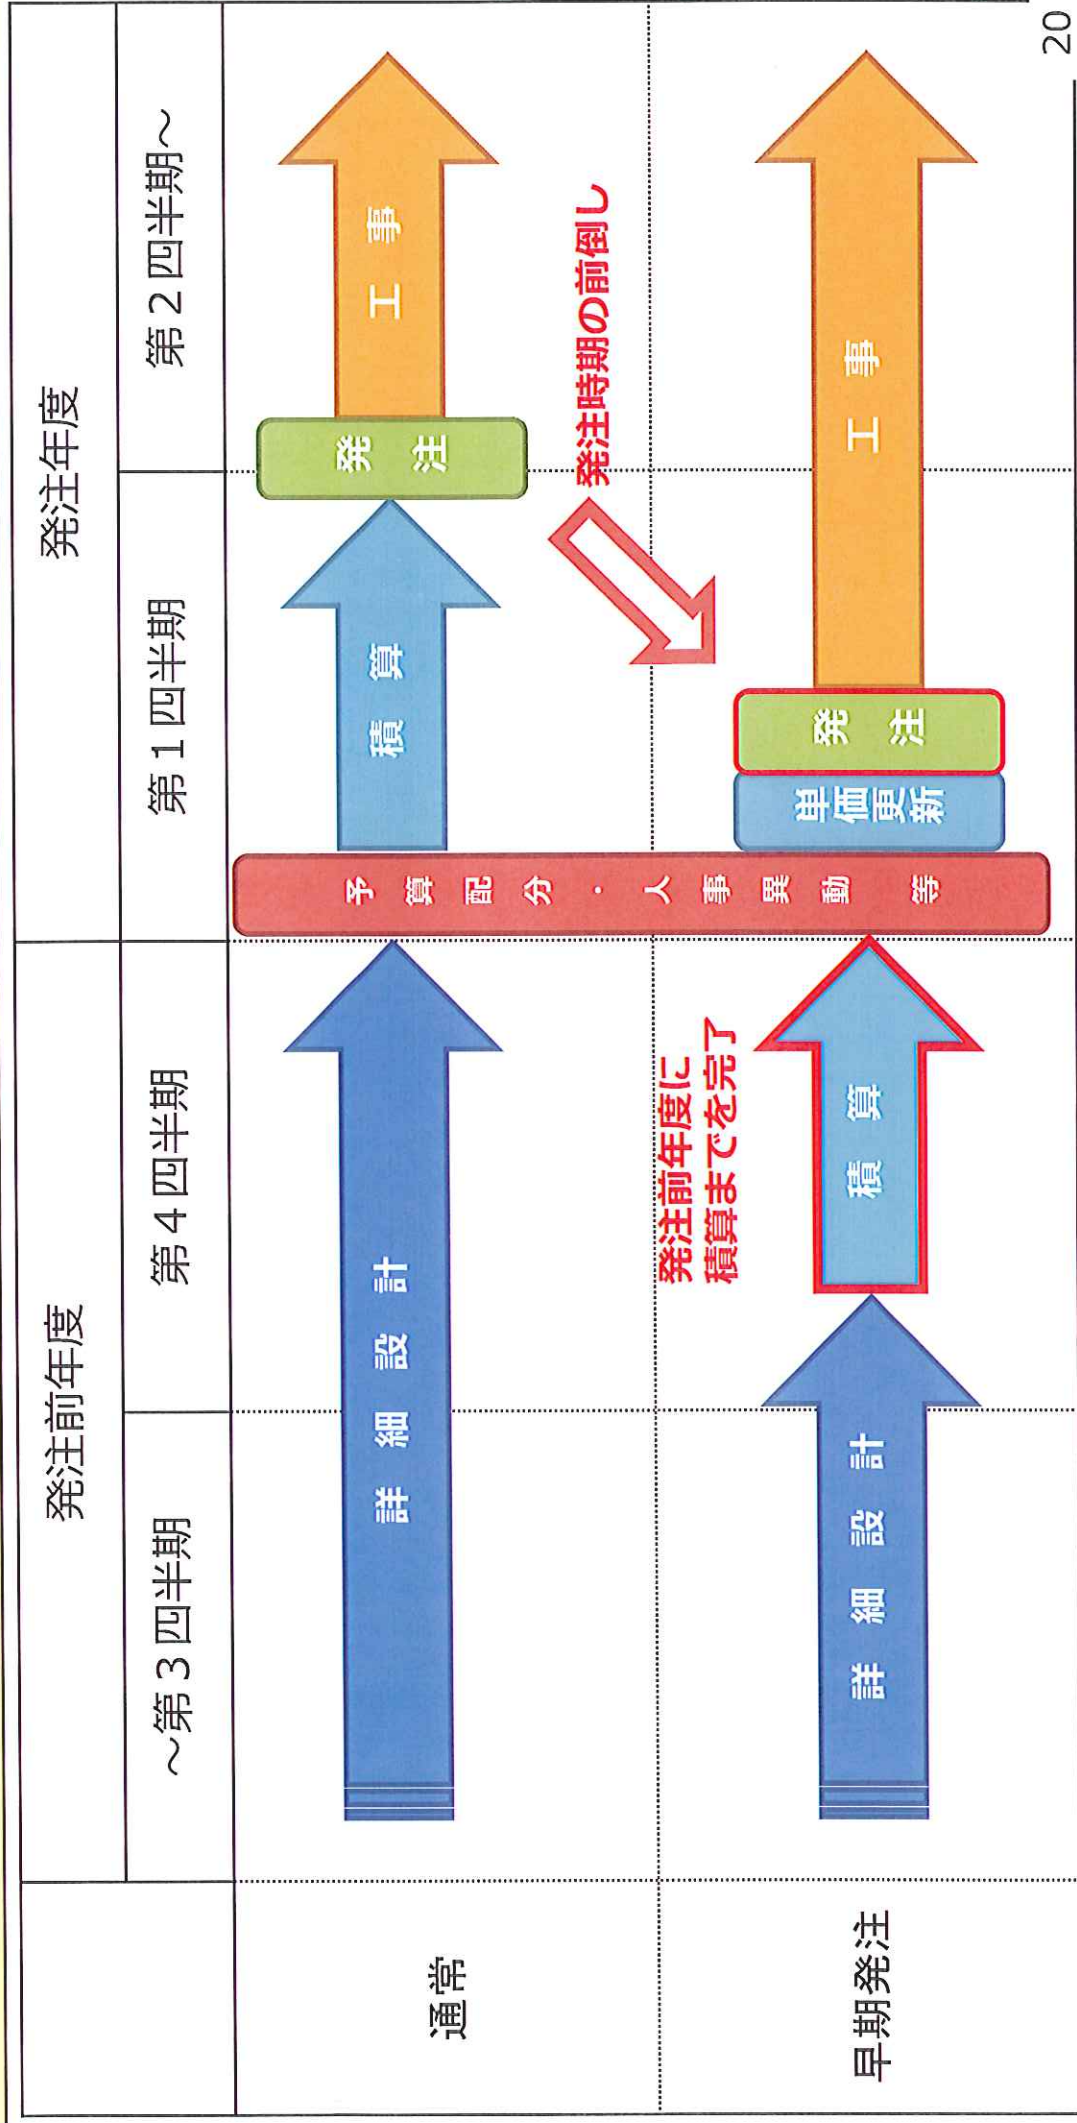 発注前年度
発注年度
～第３四半期
第４四半期
第１四半期
第２四半期～
通常
詳細設計
予算配分・人事異動等
積算
発注
工事
発注時期の前倒し
早期発注
詳細設計
発注前年度に
積算までを完了
積算
単価更新
発注
工事
20